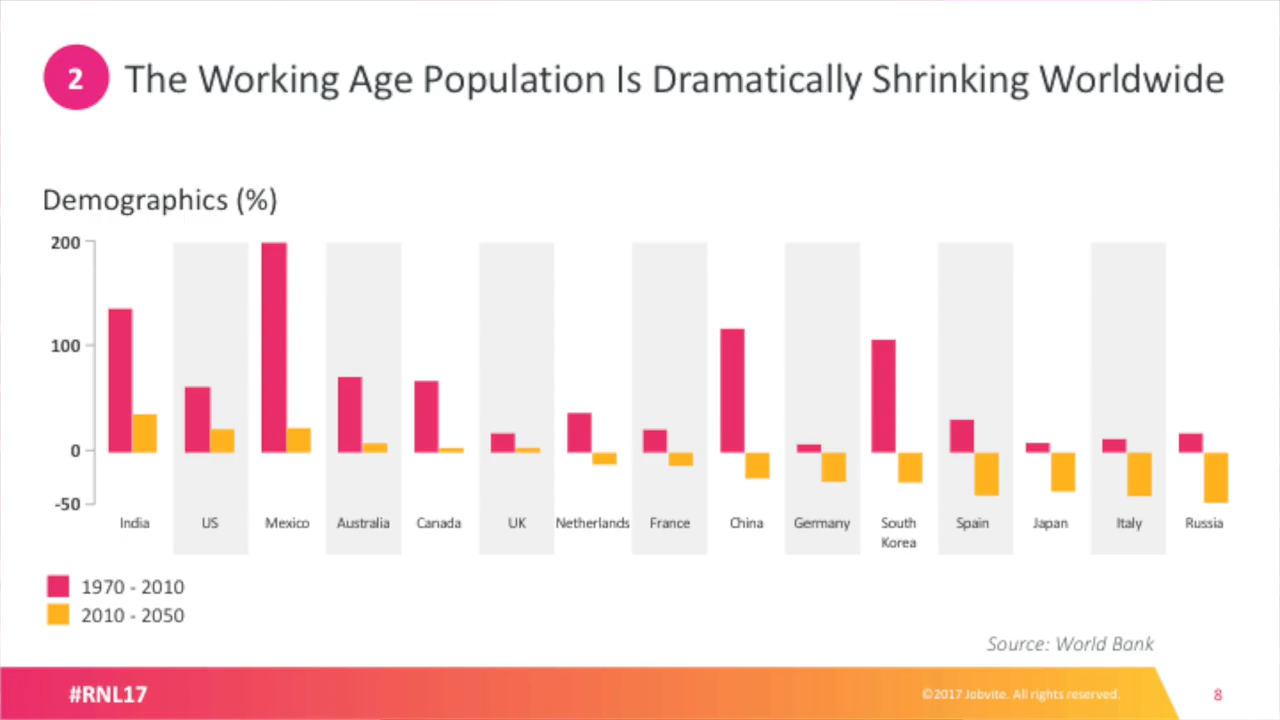 2 The Working Age Population Is Dramatically Shrinking Worldwide
Demographics (%)
200
100
0
-50
India US Mexico Australia Canada UK Netherlands France China Germany South Korea Spain Japan Italy Russia
1970 - 2010
2010 - 2050
Source: World Bank
#RNL17 ©2017 Jobvite. All rights reserved. 8